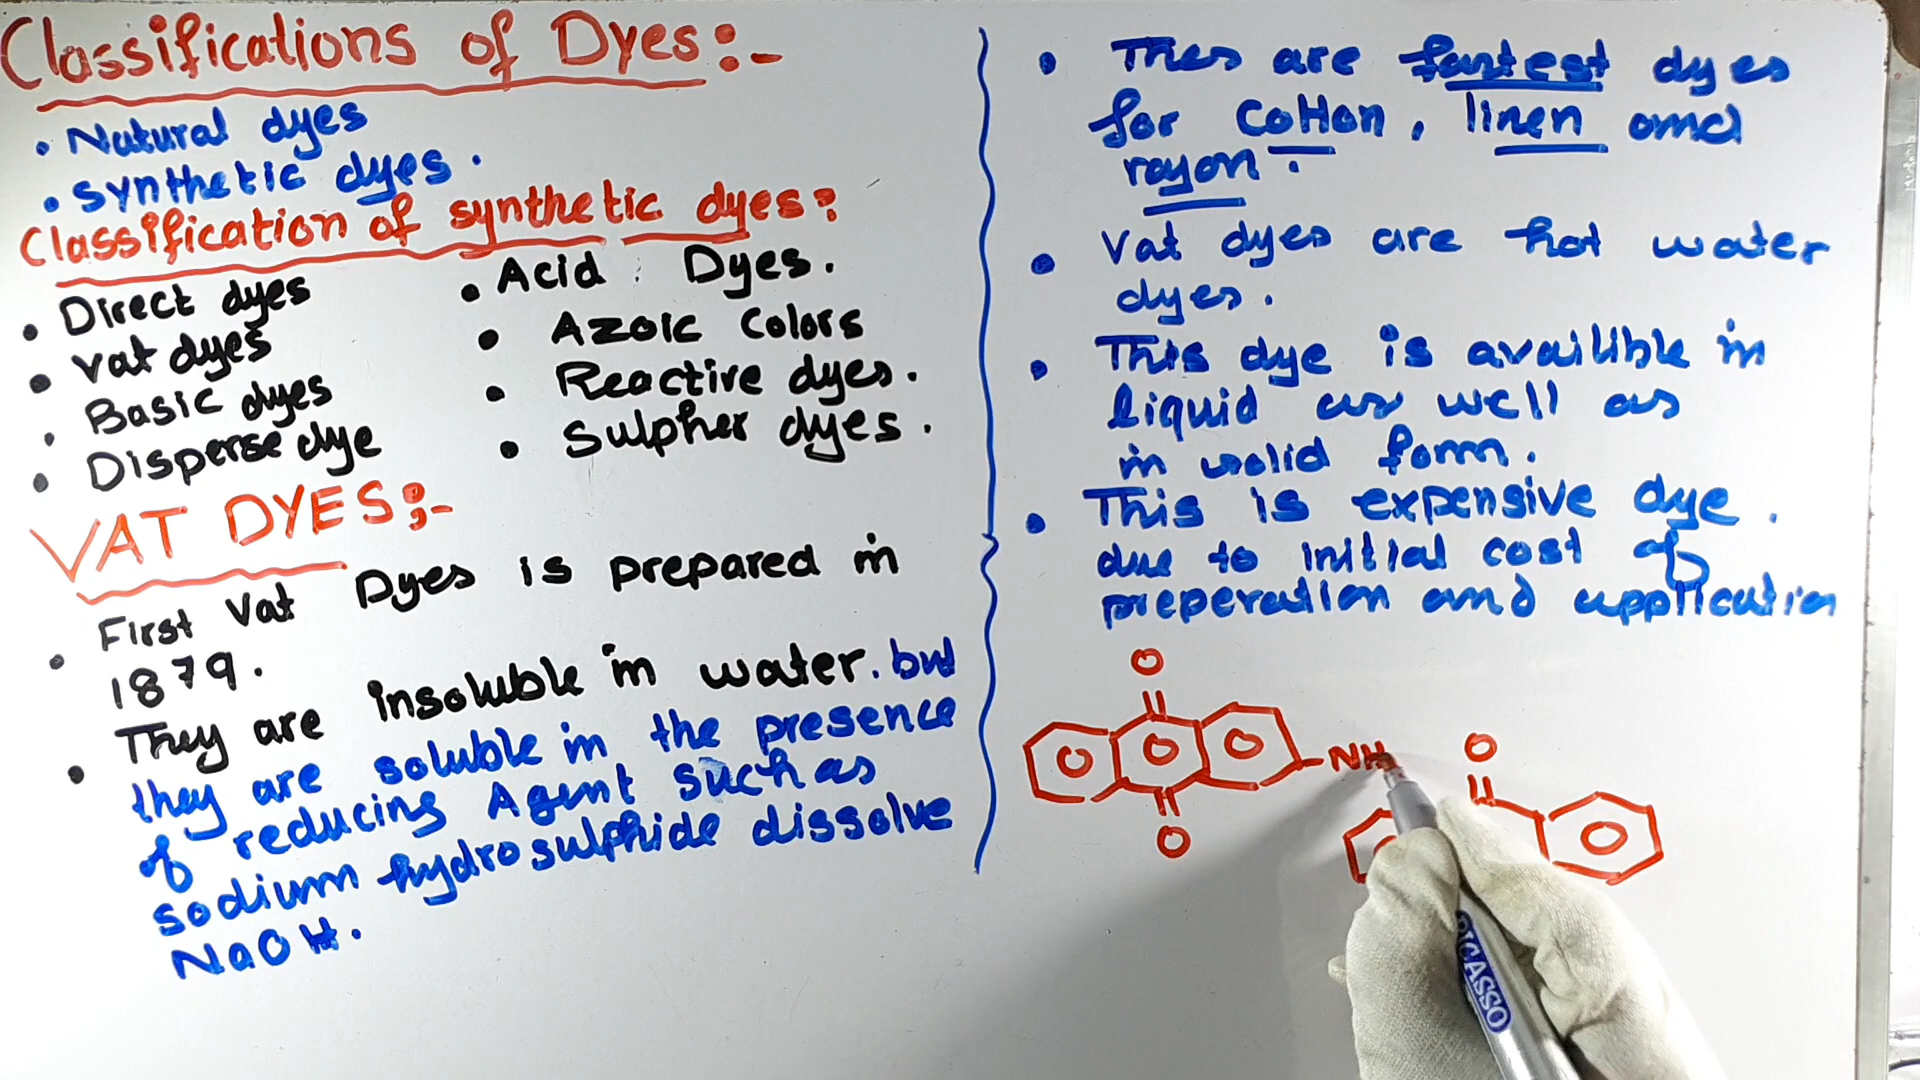 Classifications of Dyes:-
• Natural dyes
• Synthetic dyes.
Classification of synthetic dyes:
• Direct dyes
• Vat dyes
• Basic dyes
• Disperse dye
• Acid Dyes.
• Azoic Colors
• Reactive dyes.
• Sulpher dyes.
VAT DYES:-
• First Vat Dyes is prepared in
1879.
• They are insoluble in water. but
they are soluble in the presence
of reducing Agent such as
sodium hydrosulphide dissolve
NaOH.
• Thes are fastest dyes
for Cotton, linen and
rayon.
• Vat dyes are hot water
dyes.
• This dye is availible in
liquid as well as
in solid form.
• This is expensive dye.
due to initial cost of
preperation and application
O
O O O NH
O
O
O
PICASSO